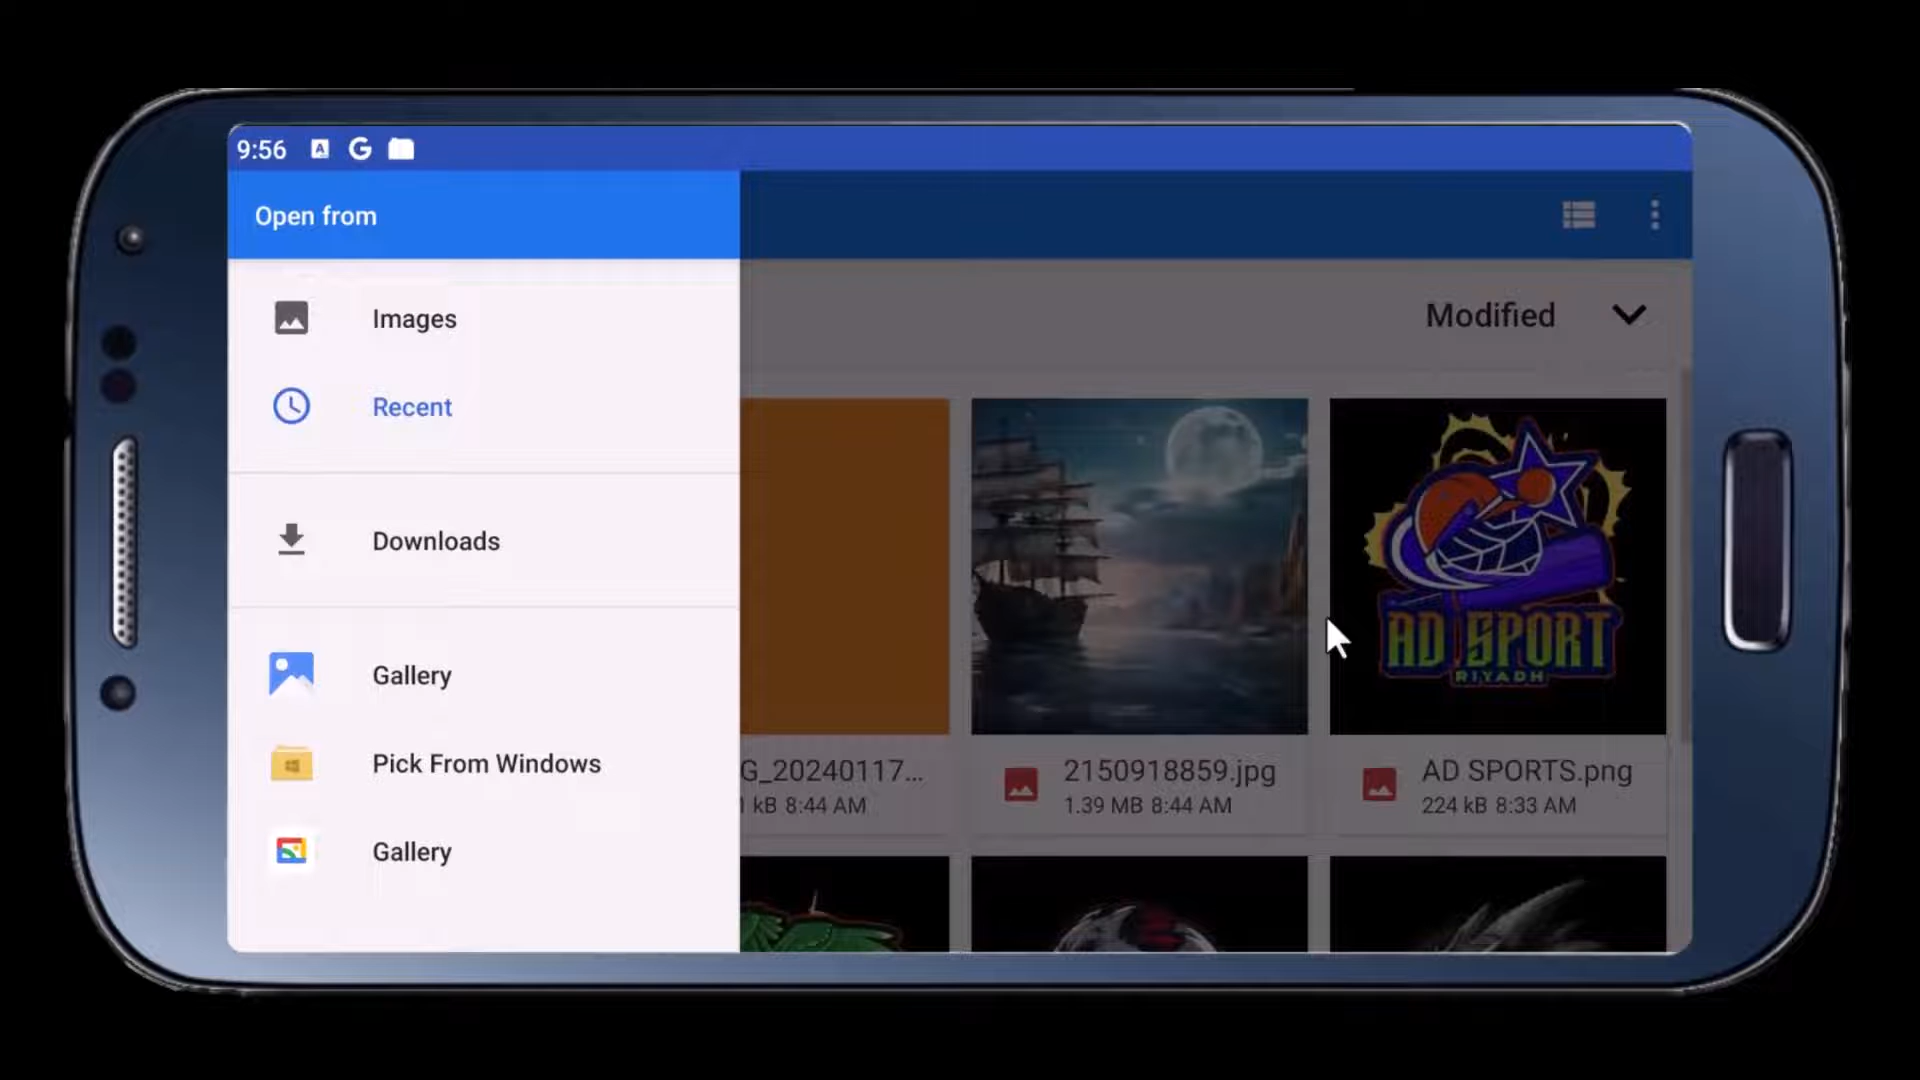 9:56
Open from
Images
Recent
Downloads
Gallery
Pick From Windows
Gallery
Modified
AD SPORT
RIYADH
G_20240117...
kB 8:44 AM
2150918859.jpg
1.39 MB 8:44 AM
AD SPORTS.png
224 kB 8:33 AM